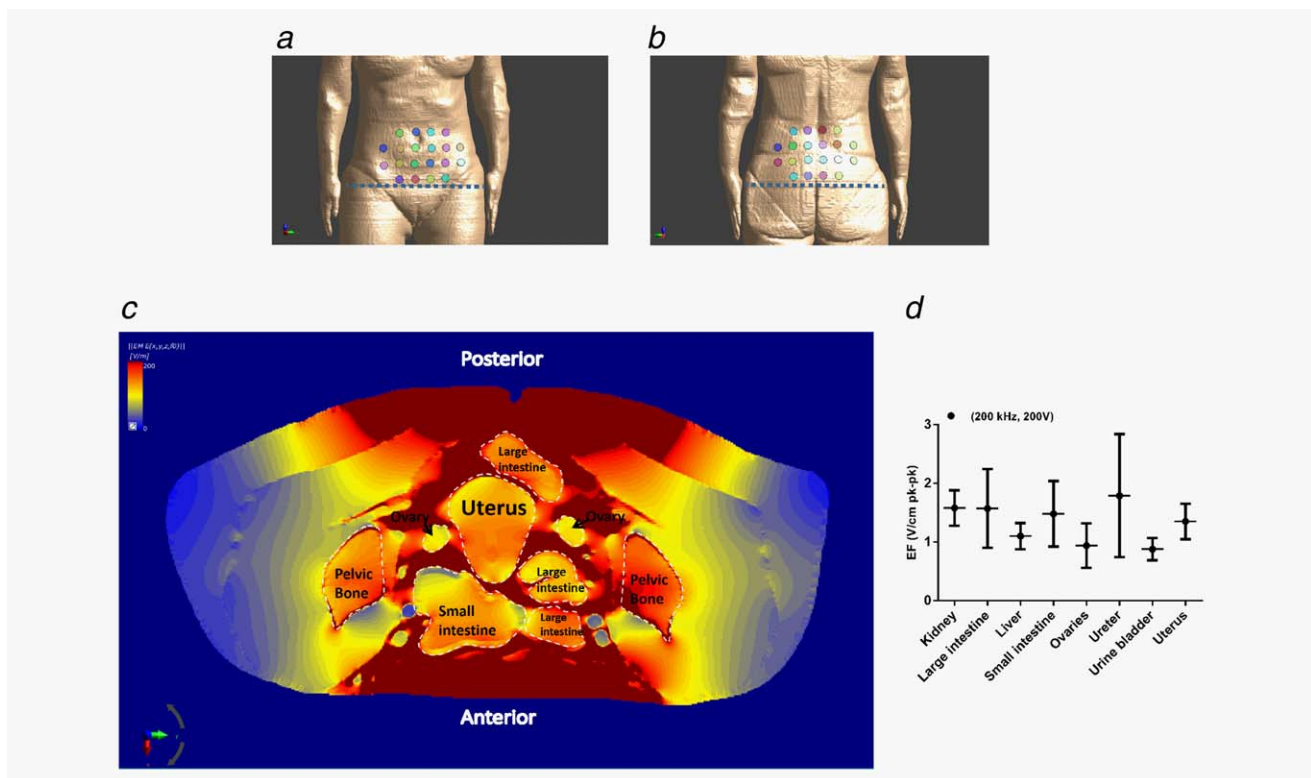 a
b
c
d
||EM E(x,y,z,f0)||
[V/m]
200
0
Posterior
Large
intestine
Uterus
Ovary
Ovary
Pelvic
Bone
Large
intestine
Pelvic
Bone
Small
intestine
Large
intestine
Anterior
(200 kHz, 200V)
EF (V/cm pk-pk)
3
2
1
0
Kidney
Large intestine
Liver
Small intestine
Ovaries
Ureter
Urine bladder
Uterus